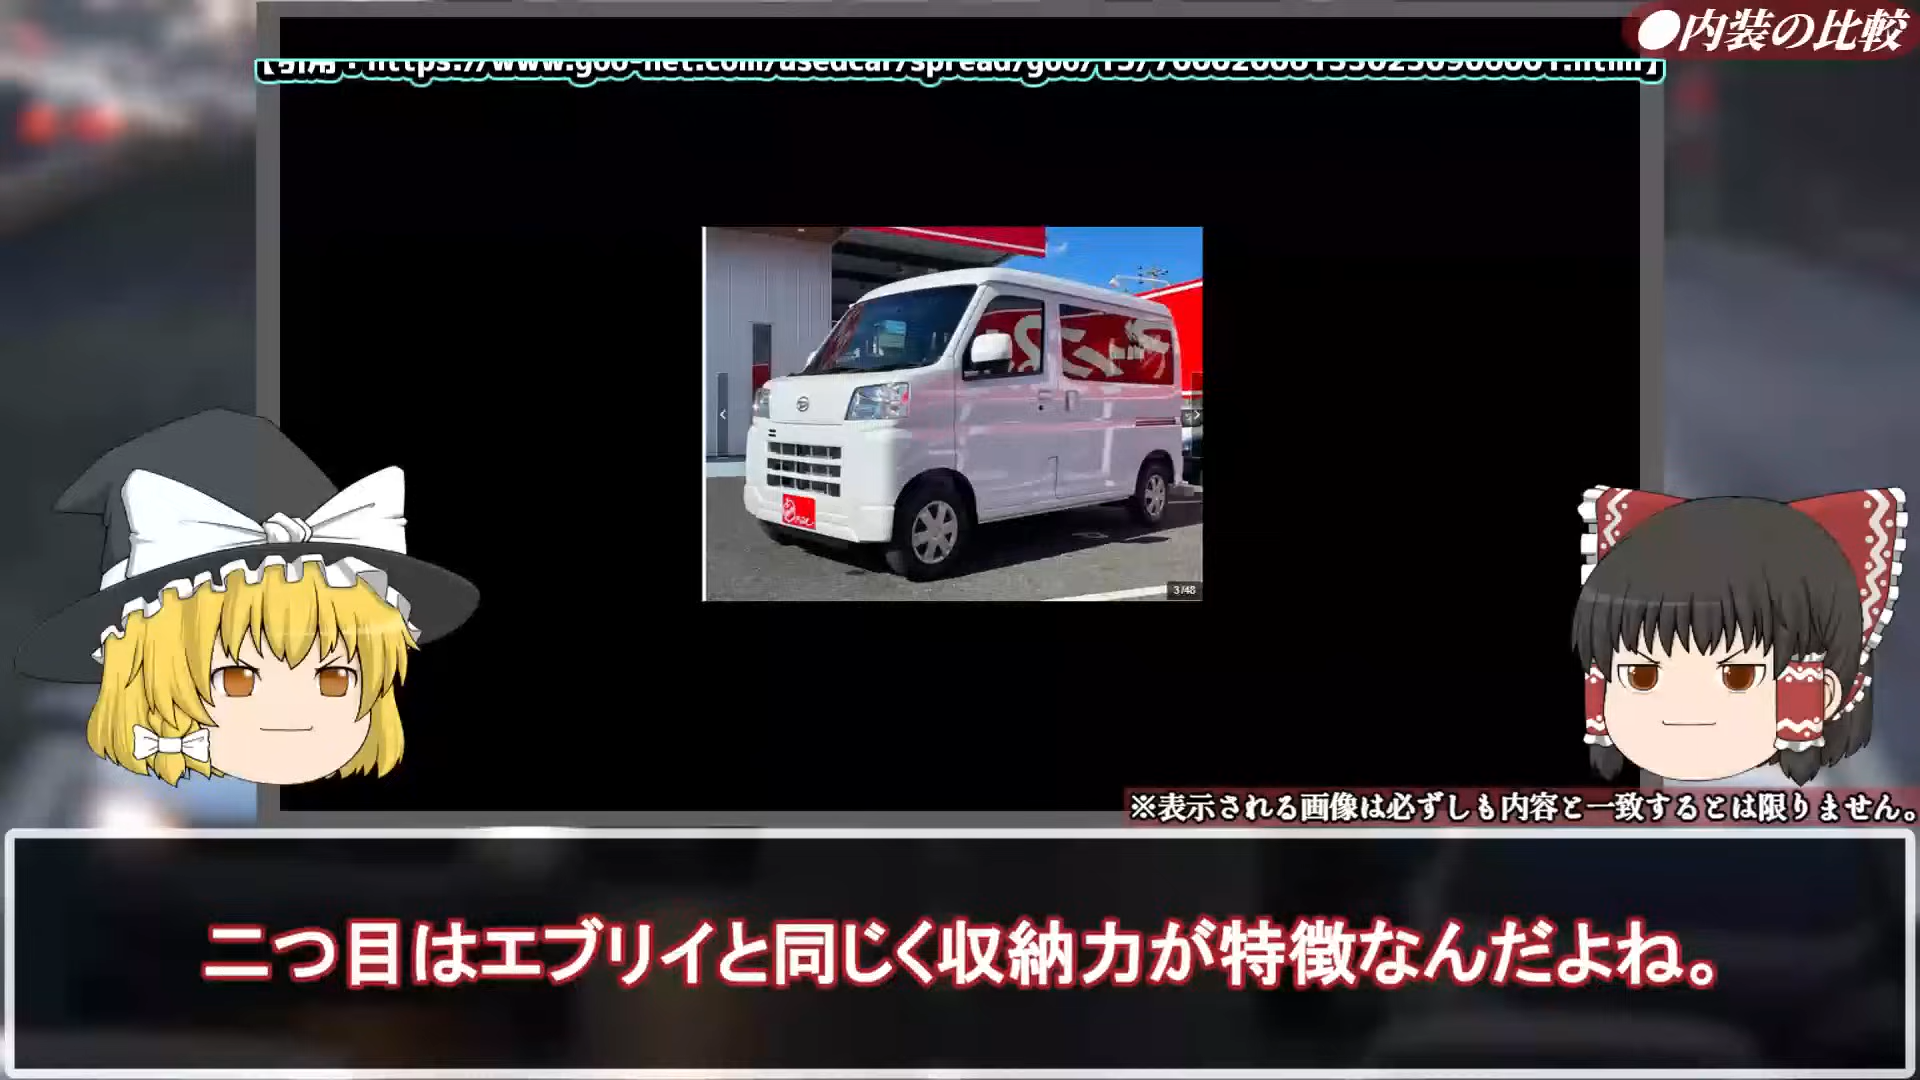 ●内装の比較
3/48
※表示される画像は必ずしも内容と一致するとは限りません。
二つ目はエブリイと同じく収納力が特徴なんだよね。